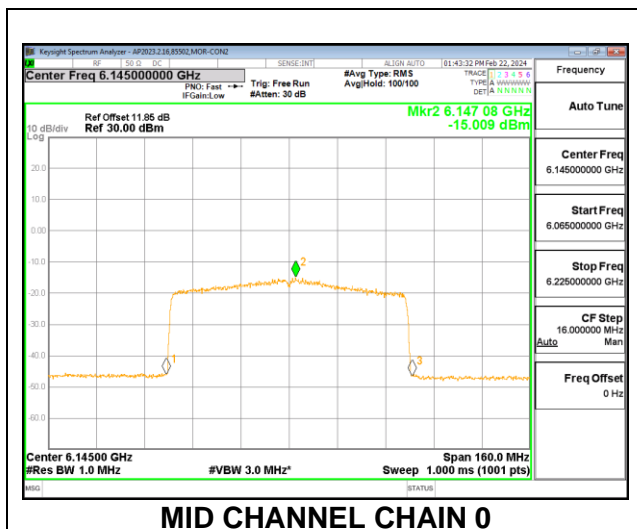 Keysight Spectrum Analyzer - AP2023.2.16,85502,MOR-CON2
RF 50 Ω DC SENSE:INT ALIGN AUTO 01:43:32 PM Feb 22, 2024
Center Freq 6.145000000 GHz
PNO: Fast
IFGain:Low
Trig: Free Run
#Atten: 30 dB
#Avg Type: RMS
Avg|Hold: 100/100
TRACE 1 2 3 4 5 6
TYPE A WWWWW
DET A N N N N N
Frequency
Auto Tune
Center Freq
6.145000000 GHz
Start Freq
6.065000000 GHz
Stop Freq
6.225000000 GHz
CF Step
16.000000 MHz
Auto Man
Freq Offset
0 Hz
Mkr2 6.147 08 GHz
-15.009 dBm
Ref Offset 11.85 dB
10 dB/div Ref 30.00 dBm
Log
20.0
10.0
0.00
-10.0
2
-20.0
-30.0
-40.0
1
3
-50.0
-60.0
Center 6.14500 GHz Span 160.0 MHz
#Res BW 1.0 MHz #VBW 3.0 MHz* Sweep 1.000 ms (1001 pts)
MSG STATUS
MID CHANNEL CHAIN 0